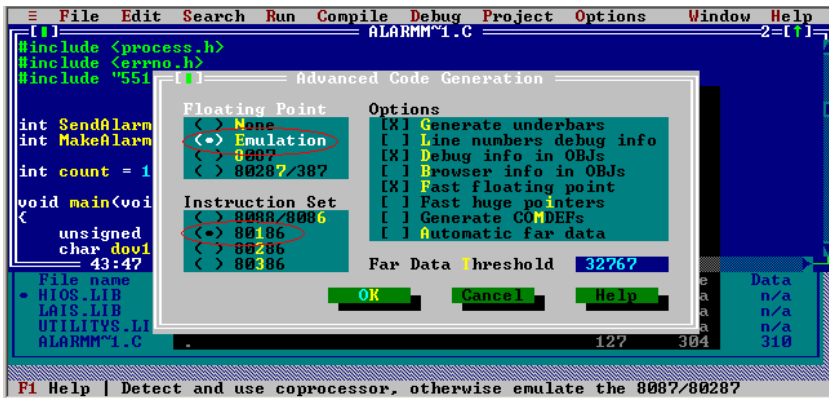 ≡ File Edit Search Run Compile Debug Project Options Window Help
[▮] ALARMM~1.C 2=[↑]
#include <process.h>
#include <errno.h>
#include "551
[▮] Advanced Code Generation
Floating Point
( ) None
(•) Emulation
( ) 8087
( ) 80287/387
Instruction Set
( ) 8088/8086
(•) 80186
( ) 80286
( ) 80386
Options
[X] Generate underbars
[ ] Line numbers debug info
[X] Debug info in OBJs
[ ] Browser info in OBJs
[X] Fast floating point
[ ] Fast huge pointers
[ ] Generate COMDEFs
[ ] Automatic far data
Far Data Threshold 32767
OK Cancel Help
int SendAlarm
int MakeAlarm
int count = 1
void main(voi
{
unsigned
char dov1
43:47
File name e Data
• HIOS.LIB a n/a
LAIS.LIB a n/a
UTILITYS.LI a n/a
ALARMM~1.C . 127 304 310
F1 Help | Detect and use coprocessor, otherwise emulate the 8087/80287